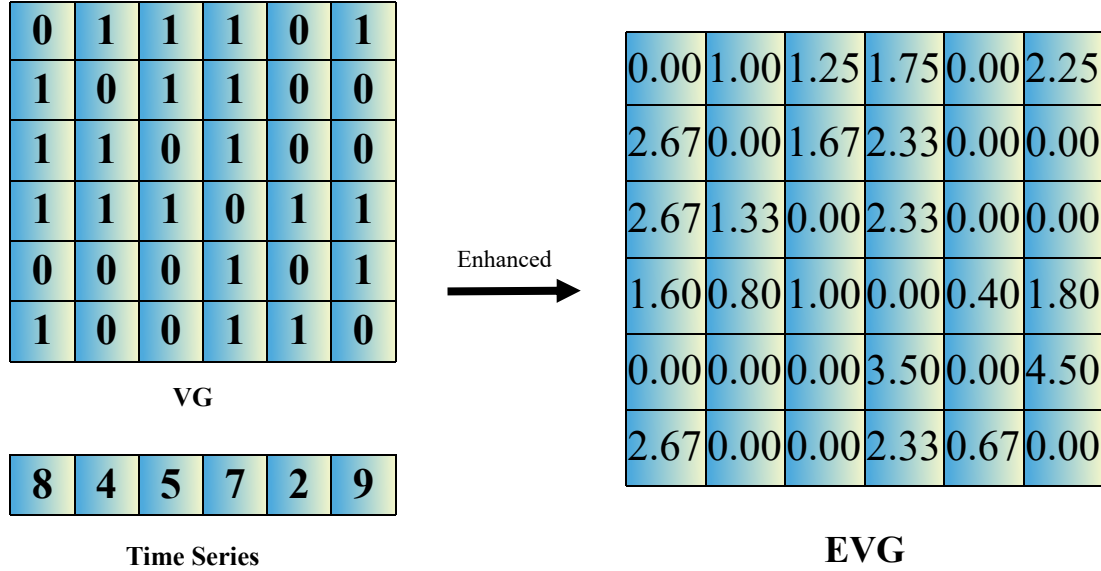 0 1 1 1 0 1
1 0 1 1 0 0
1 1 0 1 0 0
1 1 1 0 1 1
0 0 0 1 0 1
1 0 0 1 1 0
VG
8 4 5 7 2 9
Time Series
Enhanced
0.00 1.00 1.25 1.75 0.00 2.25
2.67 0.00 1.67 2.33 0.00 0.00
2.67 1.33 0.00 2.33 0.00 0.00
1.60 0.80 1.00 0.00 0.40 1.80
0.00 0.00 0.00 3.50 0.00 4.50
2.67 0.00 0.00 2.33 0.67 0.00
EVG